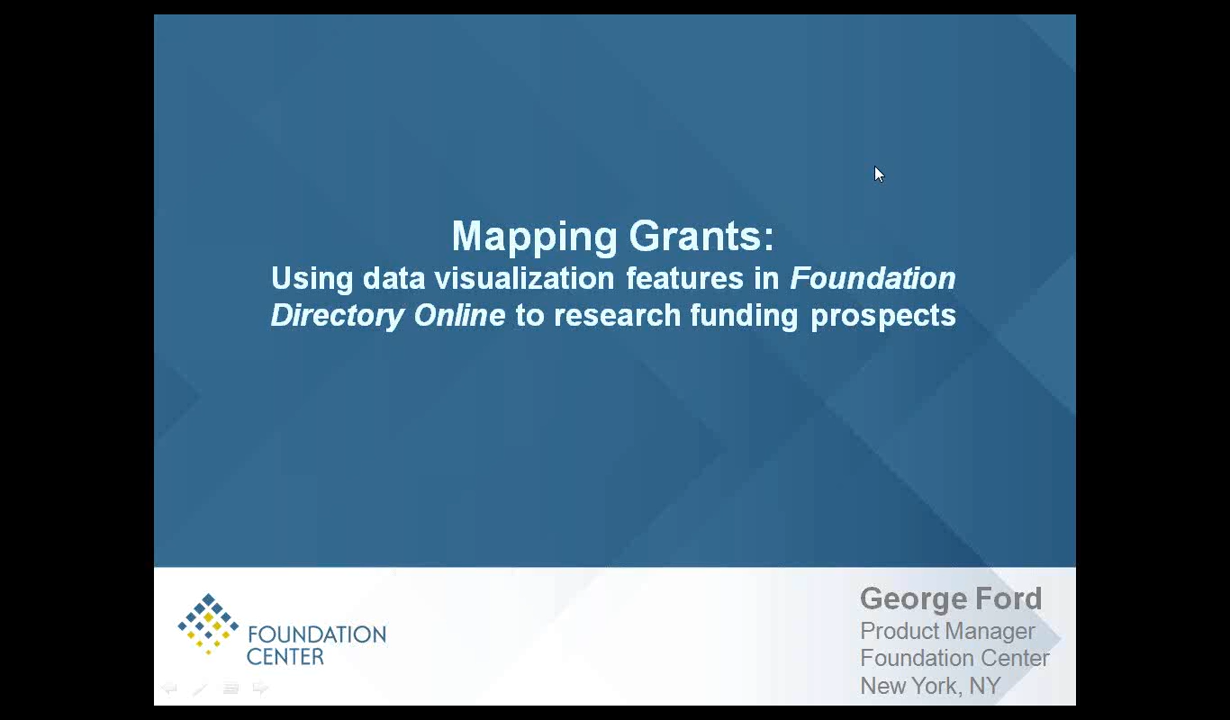 Mapping Grants:
Using data visualization features in Foundation
Directory Online to research funding prospects
FOUNDATION
CENTER
George Ford
Product Manager
Foundation Center
New York, NY